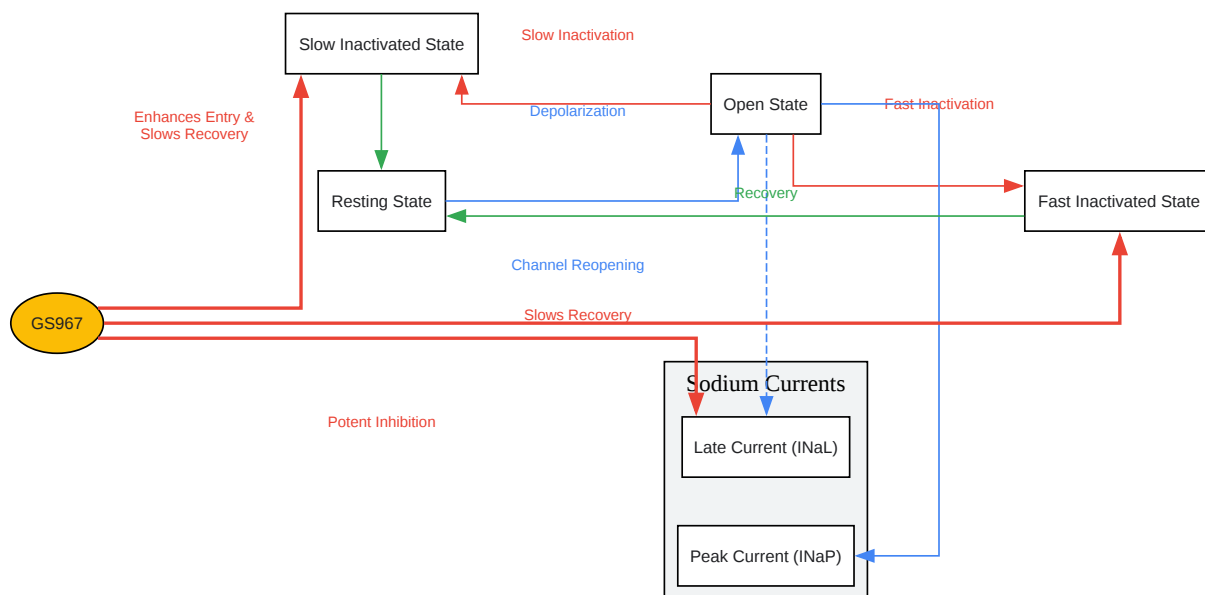 Slow Inactivated State
Slow Inactivation
Open State
Fast Inactivation
Enhances Entry &
Slows Recovery
Depolarization
Resting State
Recovery
Fast Inactivated State
Channel Reopening
GS967
Slows Recovery
Sodium Currents
Potent Inhibition
Late Current (INaL)
Peak Current (INaP)